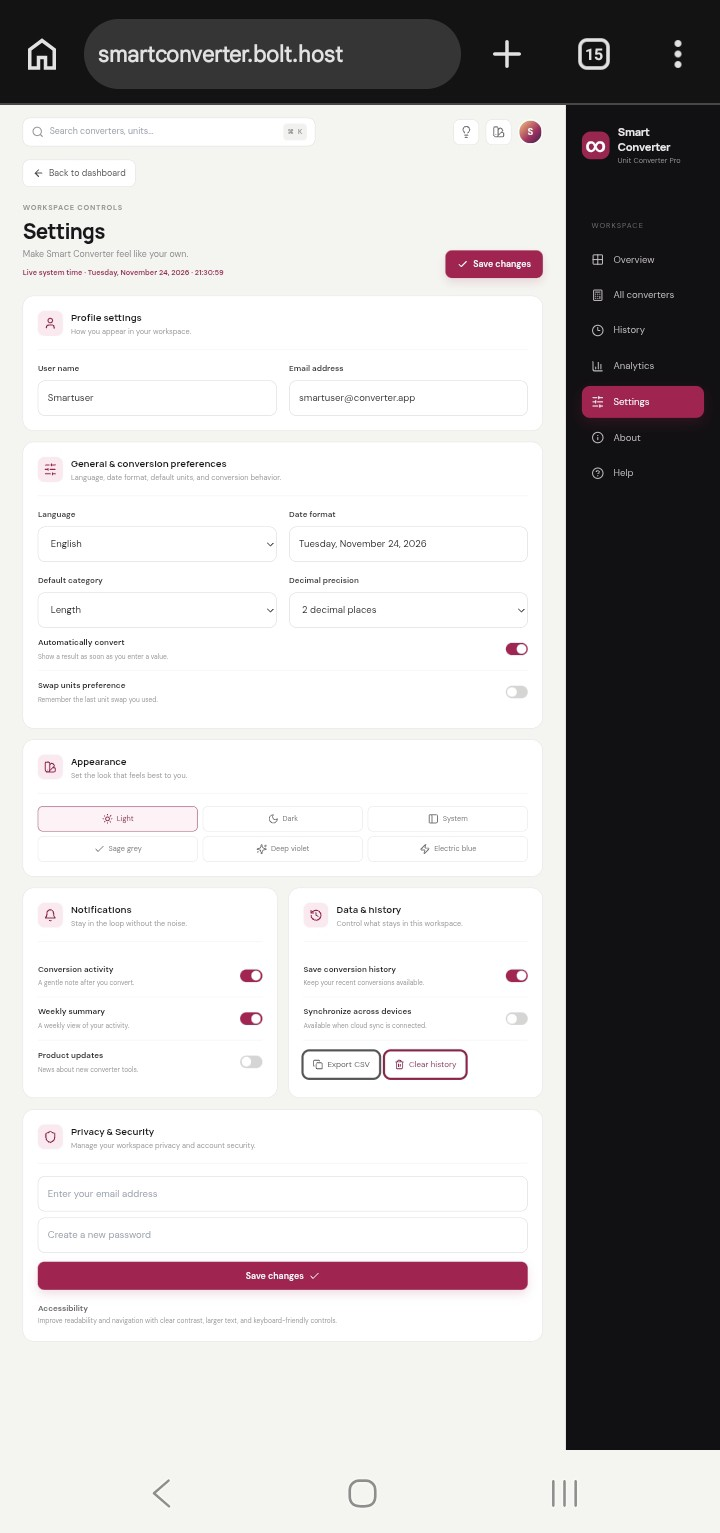 smartconverter.bolt.host
15
Search converters, units...
⌘ K
S
Back to dashboard
WORKSPACE CONTROLS
Settings
Make Smart Converter feel like your own.
Live system time · Tuesday, November 24, 2026 · 21:30:59
Save changes
Profile settings
How you appear in your workspace.
User name
Email address
Smartuser
smartuser@converter.app
General & conversion preferences
Language, date format, default units, and conversion behavior.
Language
Date format
English
Tuesday, November 24, 2026
Default category
Decimal precision
Length
2 decimal places
Automatically convert
Show a result as soon as you enter a value.
Swap units preference
Remember the last unit swap you used.
Appearance
Set the look that feels best to you.
Light
Dark
System
Sage grey
Deep violet
Electric blue
Notifications
Stay in the loop without the noise.
Conversion activity
A gentle note after you convert.
Weekly summary
A weekly view of your activity.
Product updates
News about new converter tools.
Data & history
Control what stays in this workspace.
Save conversion history
Keep your recent conversions available.
Synchronize across devices
Available when cloud sync is connected.
Export CSV
Clear history
Privacy & Security
Manage your workspace privacy and account security.
Enter your email address
Create a new password
Save changes
Accessibility
Improve readability and navigation with clear contrast, larger text, and keyboard-friendly controls.
Smart
Converter
Unit Converter Pro
WORKSPACE
Overview
All converters
History
Analytics
Settings
About
Help